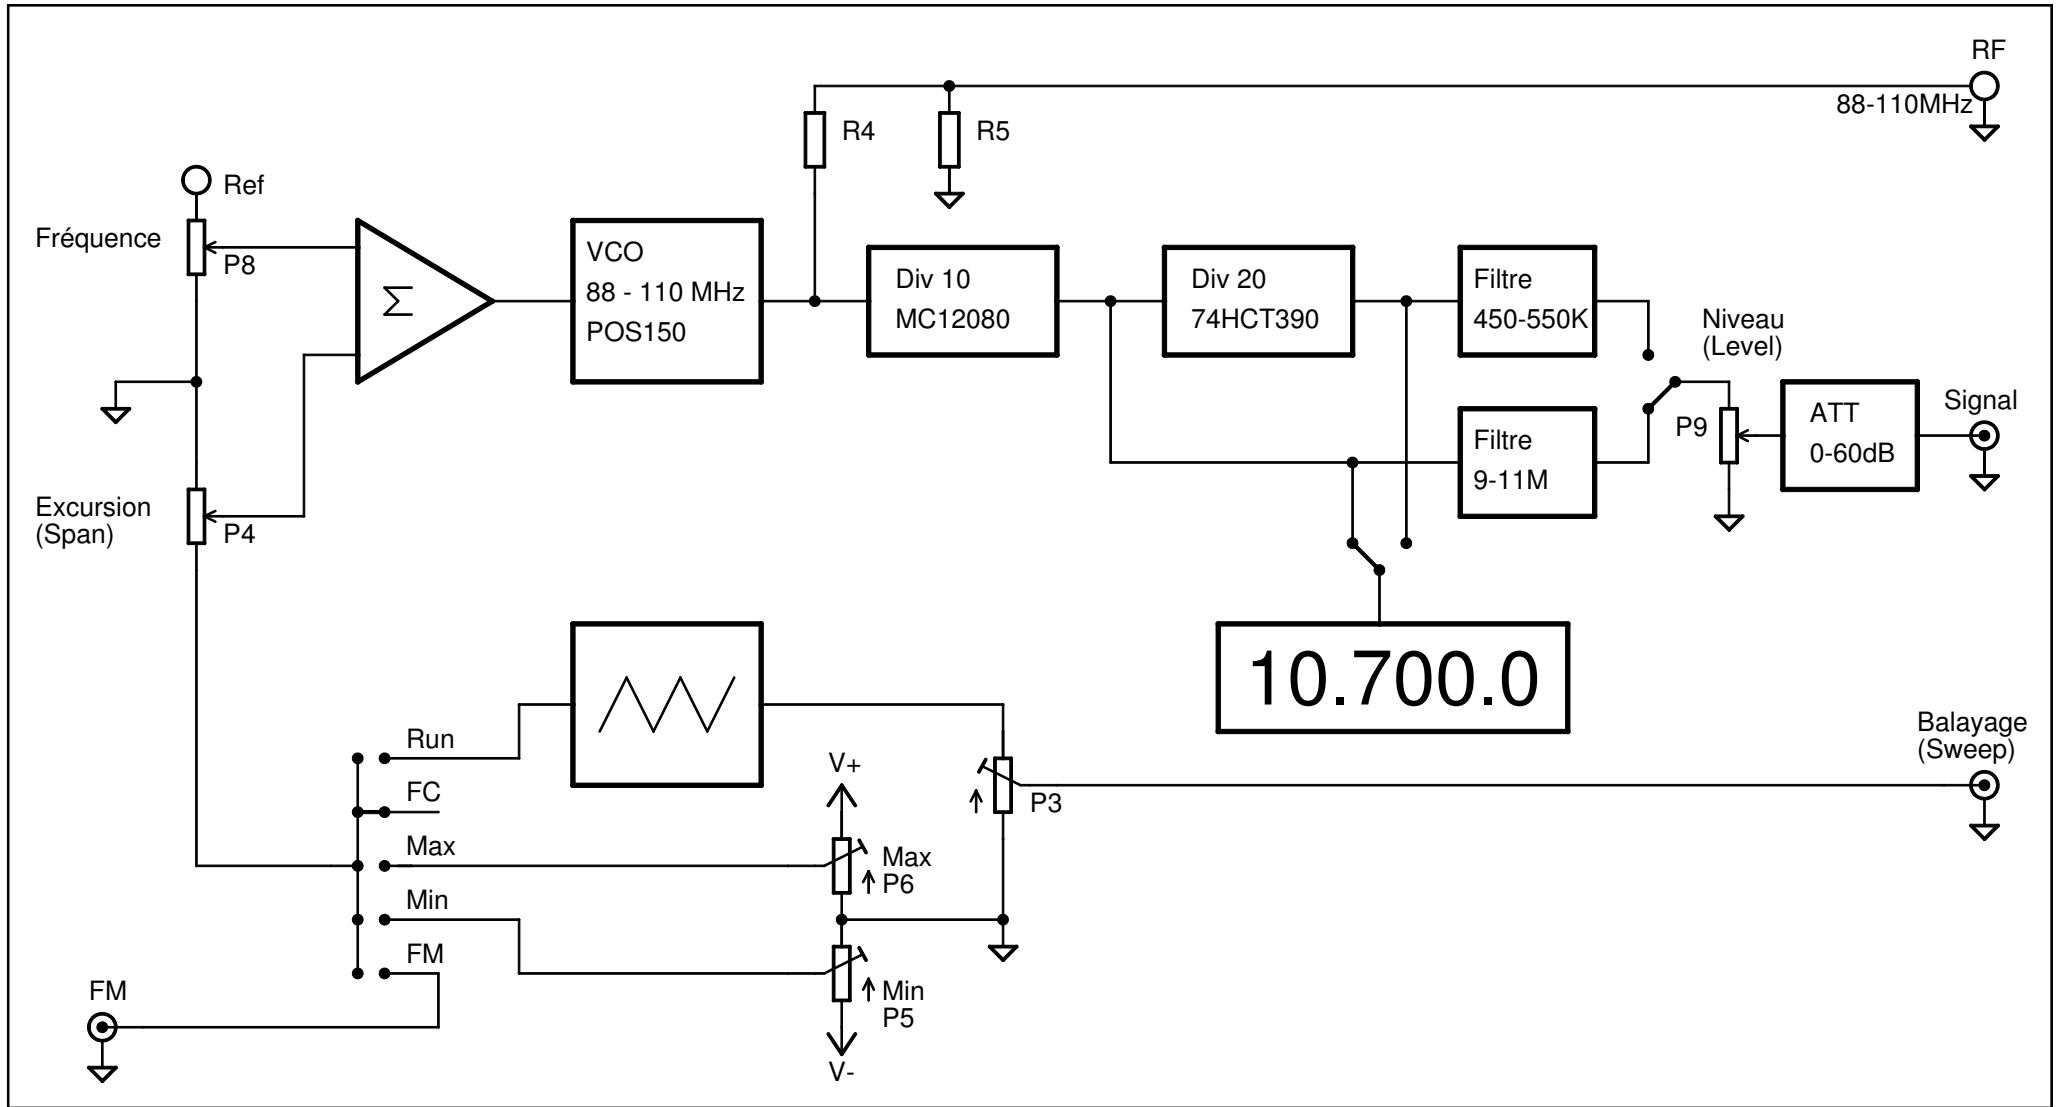 RF
88-110MHz
R4
R5
Ref
Fréquence
P8
Σ
VCO
88 - 110 MHz
POS150
Div 10
MC12080
Div 20
74HCT390
Filtre
450-550K
Niveau
(Level)
P9
ATT
0-60dB
Signal
Filtre
9-11M
Excursion
(Span)
P4
10.700.0
Balayage
(Sweep)
Run
FC
Max
Min
FM
V+
P3
Max
P6
Min
P5
V-
FM